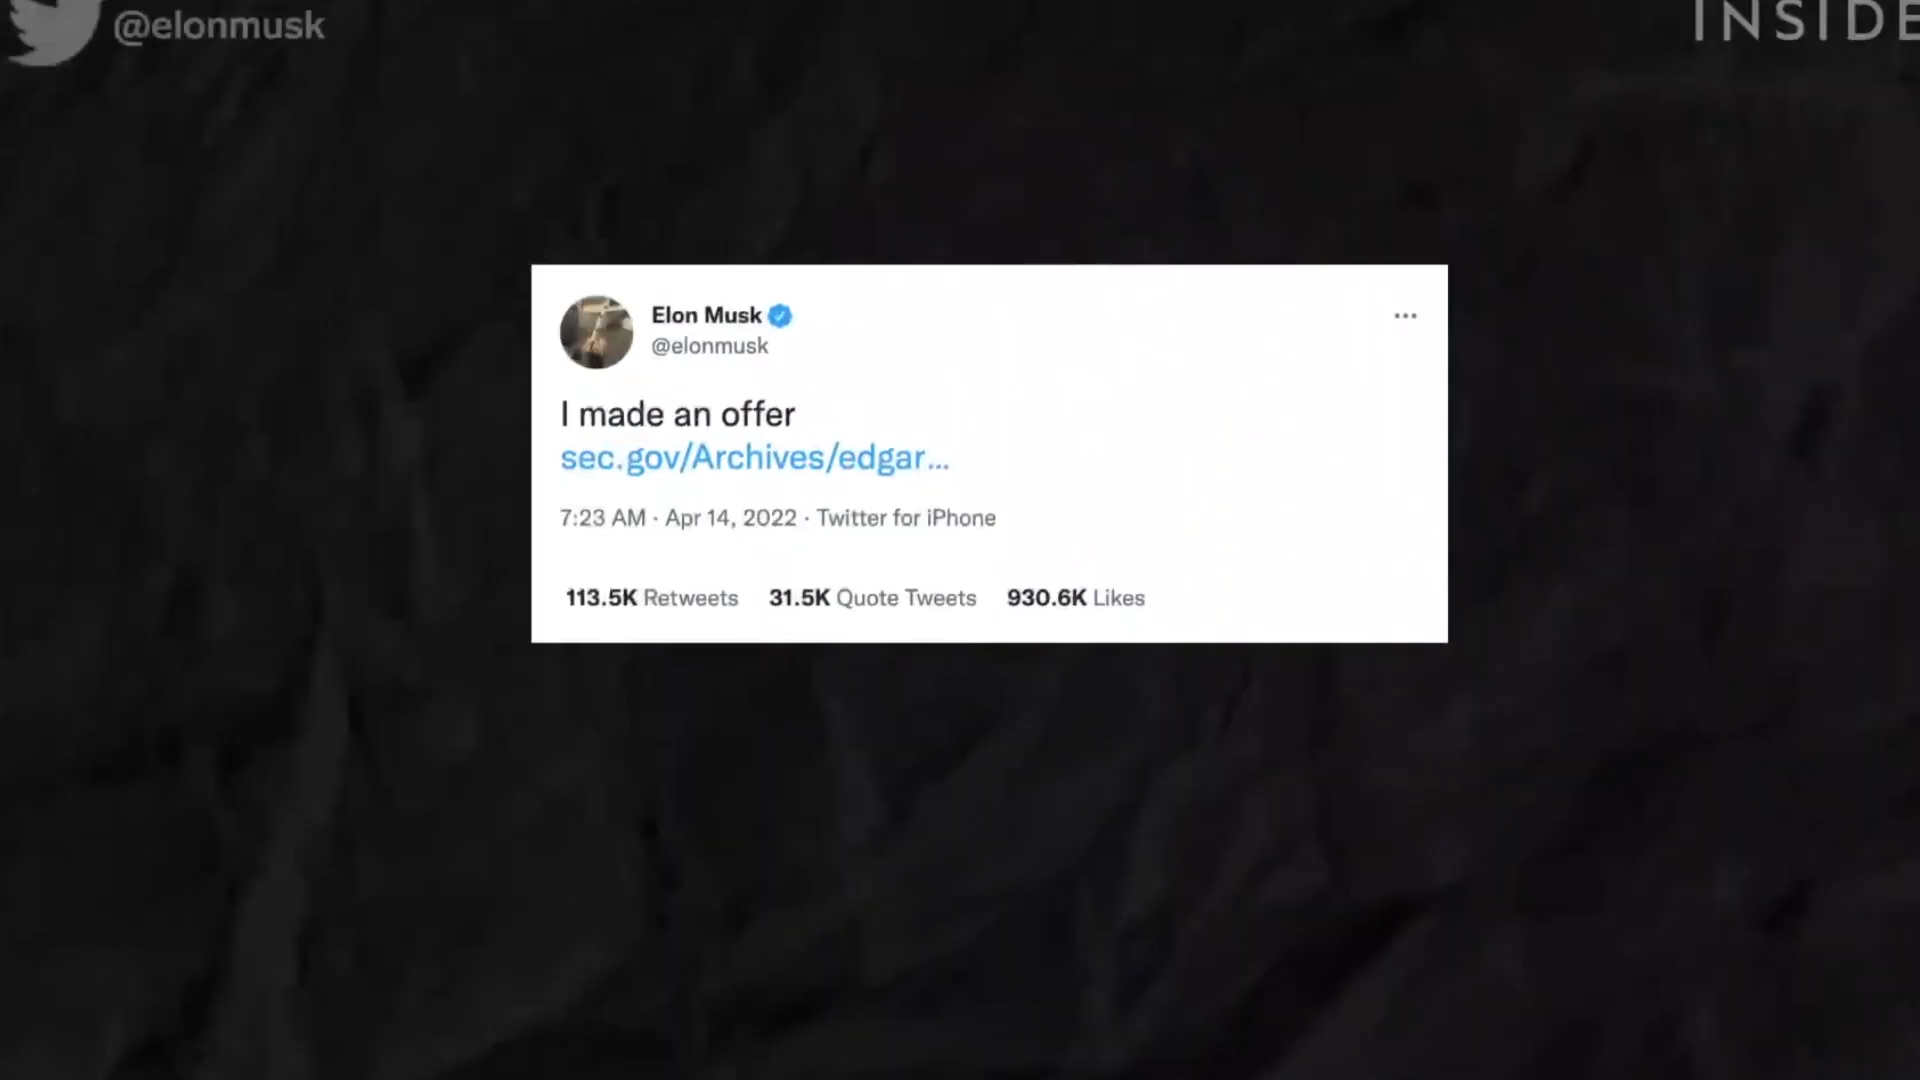 @elonmusk
INSIDE
Elon Musk
@elonmusk
I made an offer
sec.gov/Archives/edgar...
7:23 AM · Apr 14, 2022 · Twitter for iPhone
113.5K Retweets 31.5K Quote Tweets 930.6K Likes